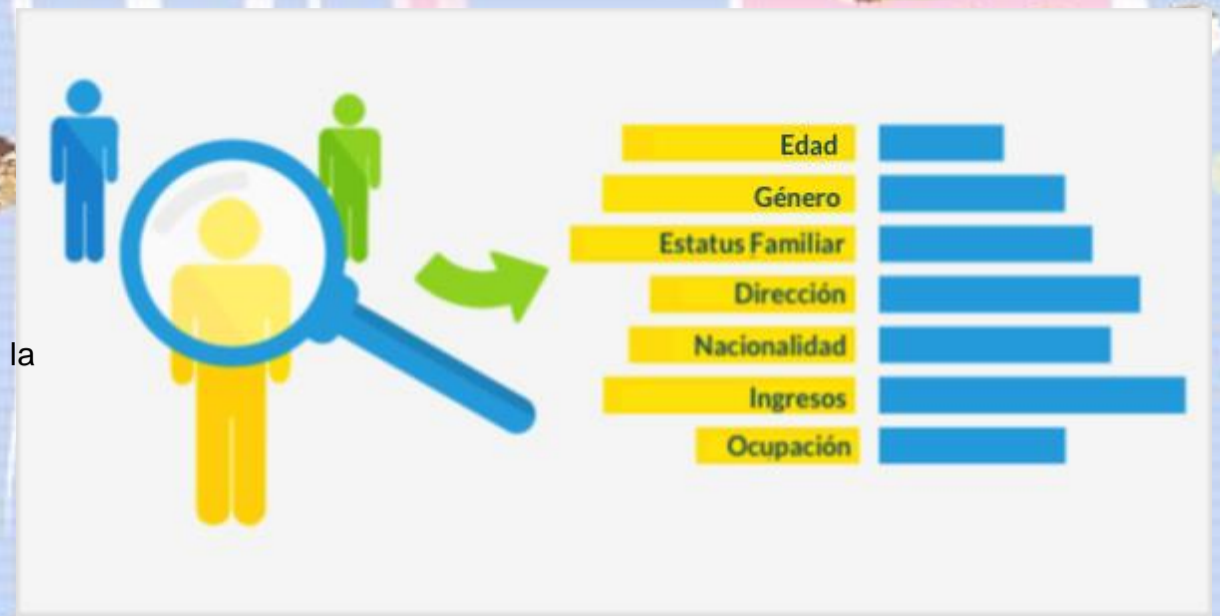 Edad
Género
Estatus Familiar
Dirección
la
Nacionalidad
Ingresos
Ocupación